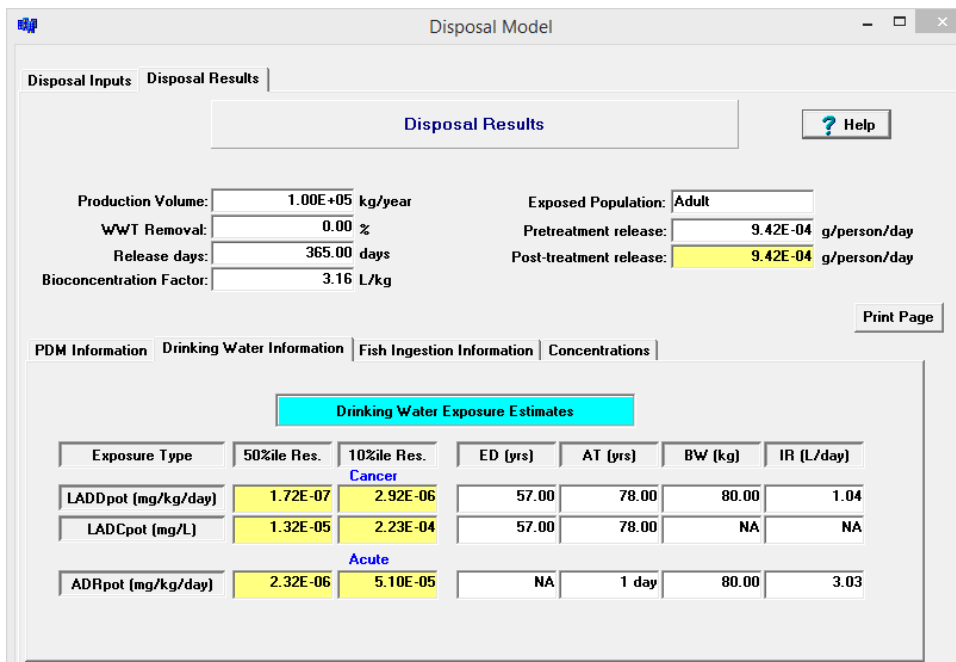 Disposal Model
Disposal Inputs Disposal Results
Disposal Results
? Help
Production Volume: 1.00E+05 kg/year Exposed Population: Adult
WWT Removal: 0.00 % Pretreatment release: 9.42E-04 g/person/day
Release days: 365.00 days Post-treatment release: 9.42E-04 g/person/day
Bioconcentration Factor: 3.16 L/kg
Print Page
PDM Information Drinking Water Information Fish Ingestion Information Concentrations
Drinking Water Exposure Estimates
Exposure Type 50%ile Res. 10%ile Res. ED (yrs) AT (yrs) BW (kg) IR (L/day)
Cancer
LADDpot (mg/kg/day) 1.72E-07 2.92E-06 57.00 78.00 80.00 1.04
LADCpot (mg/L) 1.32E-05 2.23E-04 57.00 78.00 NA NA
Acute
ADRpot (mg/kg/day) 2.32E-06 5.10E-05 NA 1 day 80.00 3.03